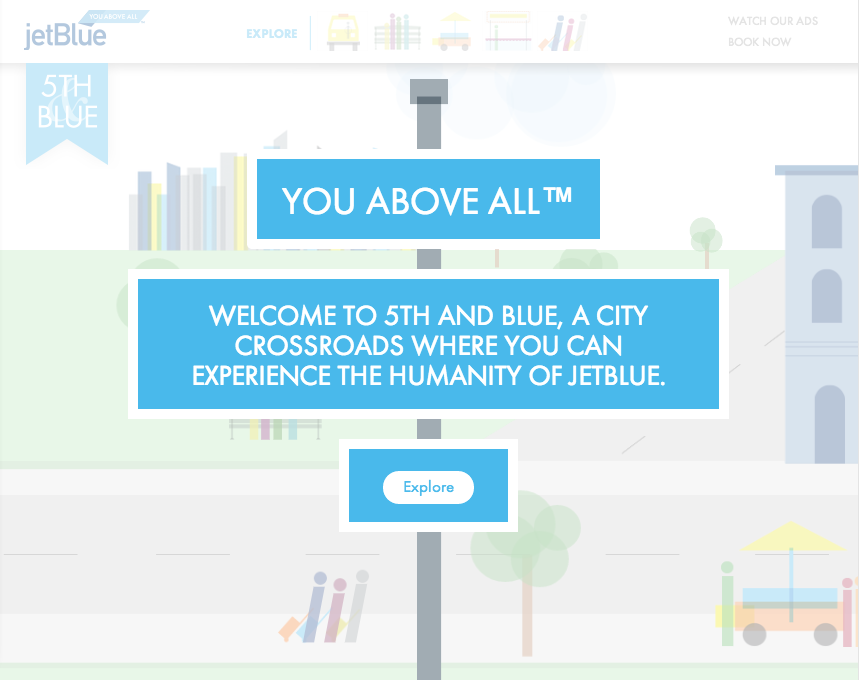 YOU ABOVE ALL
jetBlue
EXPLORE
WATCH OUR ADS
BOOK NOW
5TH
&
BLUE
YOU ABOVE ALL™
WELCOME TO 5TH AND BLUE, A CITY
CROSSROADS WHERE YOU CAN
EXPERIENCE THE HUMANITY OF JETBLUE.
Explore